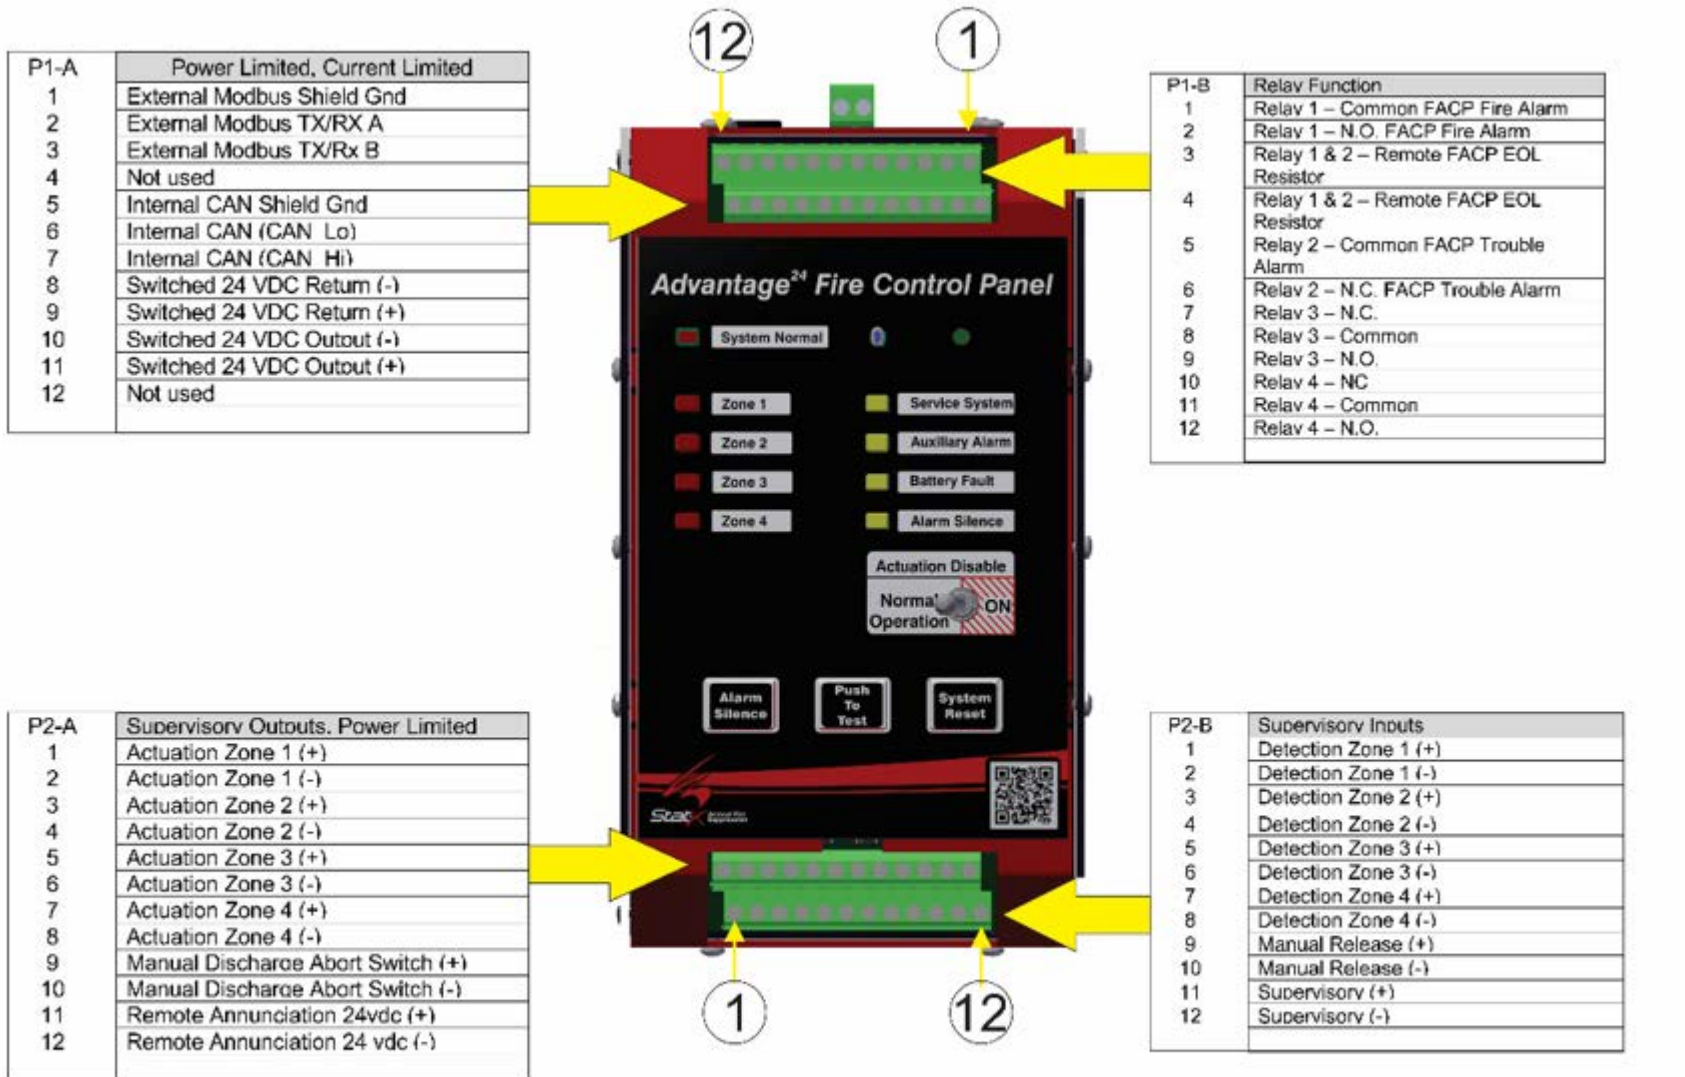 12
1
P1-A Power Limited, Current Limited
1 External Modbus Shield Gnd
2 External Modbus TX/RX A
3 External Modbus TX/Rx B
4 Not used
5 Internal CAN Shield Gnd
6 Internal CAN (CAN Lo)
7 Internal CAN (CAN Hi)
8 Switched 24 VDC Return (-)
9 Switched 24 VDC Return (+)
10 Switched 24 VDC Output (-)
11 Switched 24 VDC Output (+)
12 Not used
P1-B Relay Function
1 Relay 1 – Common FACP Fire Alarm
2 Relay 1 – N.O. FACP Fire Alarm
3 Relay 1 & 2 – Remote FACP EOL
Resistor
4 Relay 1 & 2 – Remote FACP EOL
Resistor
5 Relay 2 – Common FACP Trouble
Alarm
6 Relay 2 – N.C. FACP Trouble Alarm
7 Relay 3 – N.C.
8 Relay 3 – Common
9 Relay 3 – N.O.
10 Relay 4 – NC
11 Relay 4 – Common
12 Relay 4 – N.O.
Advantage24 Fire Control Panel
System Normal
Zone 1
Service System
Zone 2
Auxiliary Alarm
Zone 3
Battery Fault
Zone 4
Alarm Silence
Actuation Disable
Normal
Operation
ON
Alarm
Silence
Push
To
Test
System
Reset
StatX
P2-A Supervisory Outputs. Power Limited
1 Actuation Zone 1 (+)
2 Actuation Zone 1 (-)
3 Actuation Zone 2 (+)
4 Actuation Zone 2 (-)
5 Actuation Zone 3 (+)
6 Actuation Zone 3 (-)
7 Actuation Zone 4 (+)
8 Actuation Zone 4 (-)
9 Manual Discharge Abort Switch (+)
10 Manual Discharge Abort Switch (-)
11 Remote Annunciation 24vdc (+)
12 Remote Annunciation 24 vdc (-)
P2-B Supervisory Inputs
1 Detection Zone 1 (+)
2 Detection Zone 1 (-)
3 Detection Zone 2 (+)
4 Detection Zone 2 (-)
5 Detection Zone 3 (+)
6 Detection Zone 3 (-)
7 Detection Zone 4 (+)
8 Detection Zone 4 (-)
9 Manual Release (+)
10 Manual Release (-)
11 Supervisory (+)
12 Supervisory (-)
1
12